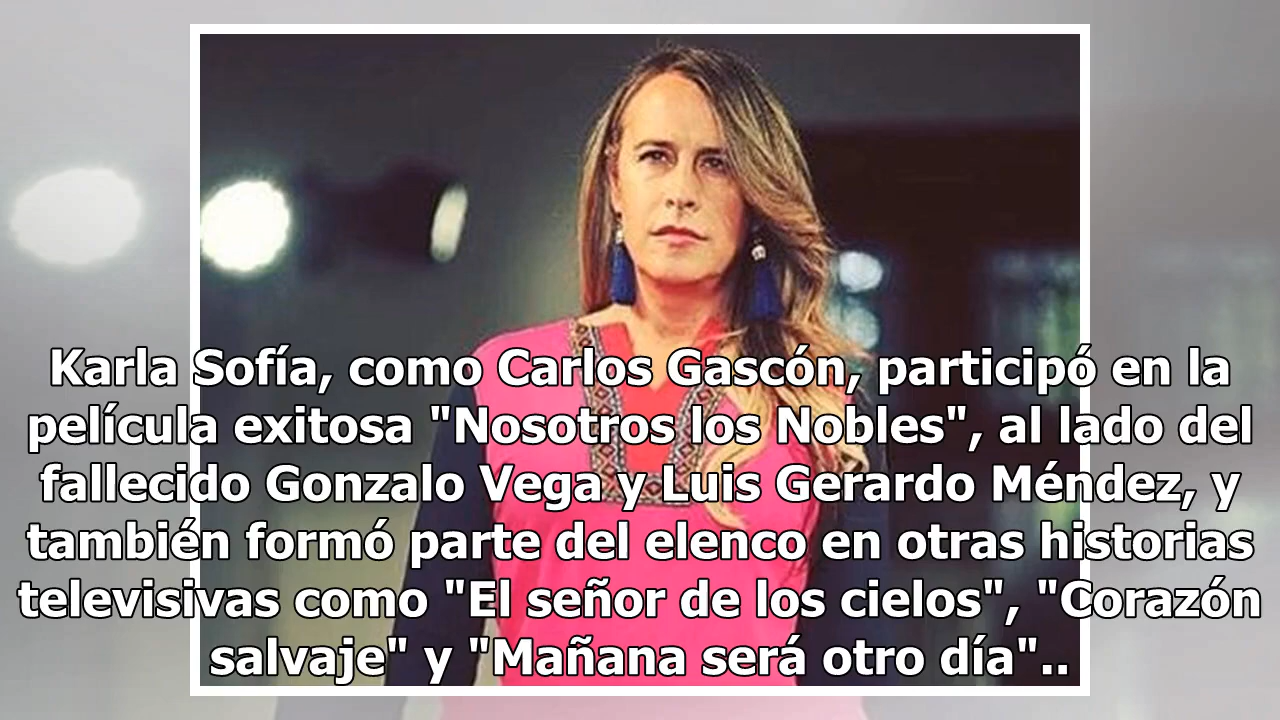 Karla Sofía, como Carlos Gascón, participó en la
película exitosa "Nosotros los Nobles", al lado del
fallecido Gonzalo Vega y Luis Gerardo Méndez, y
también formó parte del elenco en otras historias
televisivas como "El señor de los cielos", "Corazón
salvaje" y "Mañana será otro día"..